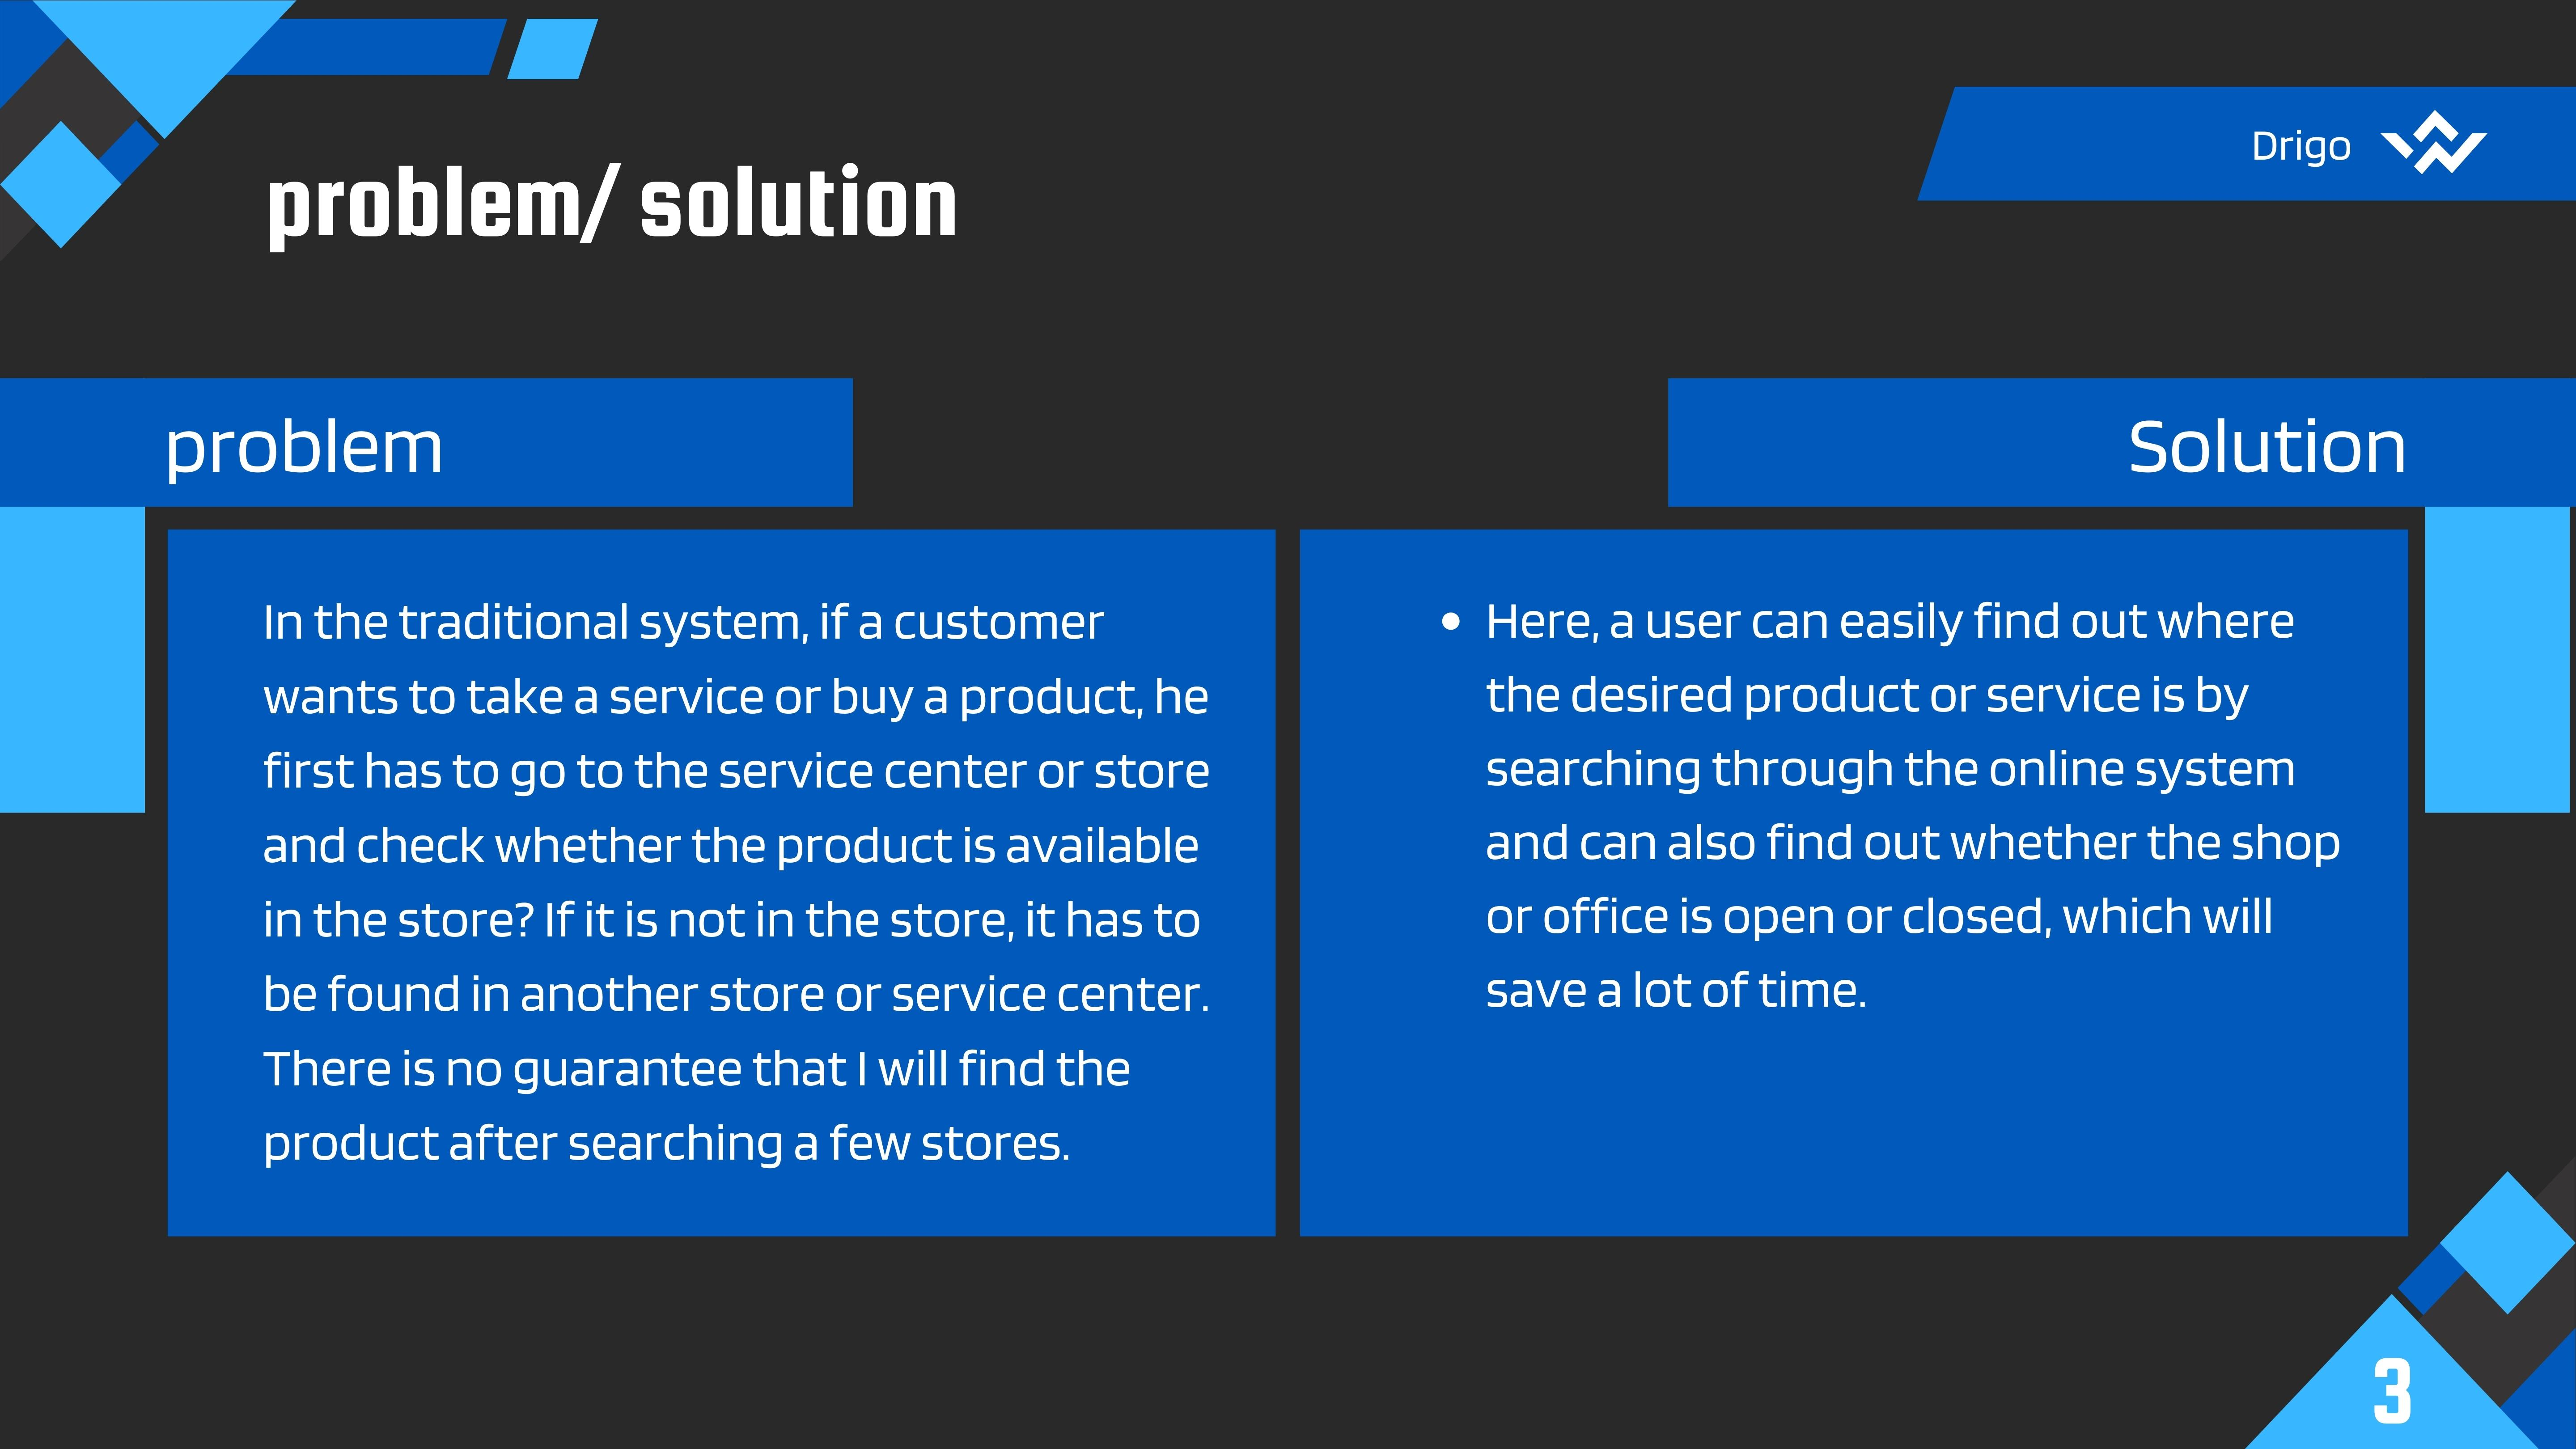 problem/ solution
Drigo
problem
In the traditional system, if a customer
wants to take a service or buy a product, he
first has to go to the service center or store
and check whether the product is available
in the store? If it is not in the store, it has to
be found in another store or service center.
There is no guarantee that I will find the
product after searching a few stores.
Solution
• Here, a user can easily find out where
the desired product or service is by
searching through the online system
and can also find out whether the shop
or office is open or closed, which will
save a lot of time.
3